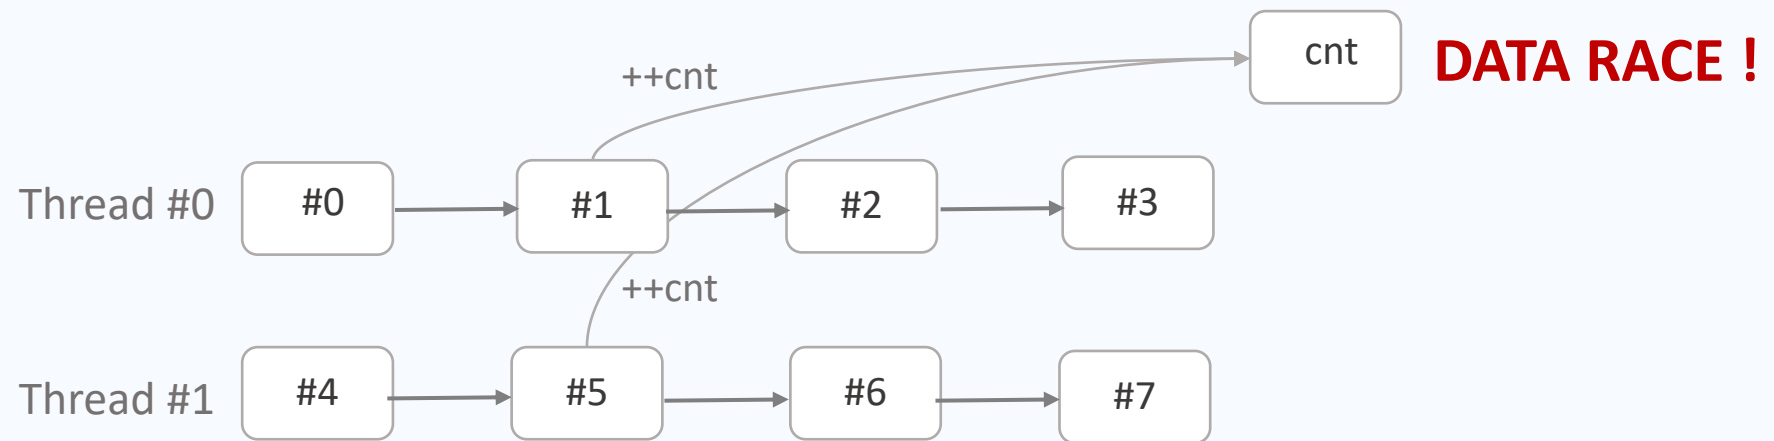 cnt DATA RACE !
++cnt
Thread #0 #0 #1 #2 #3
++cnt
Thread #1 #4 #5 #6 #7